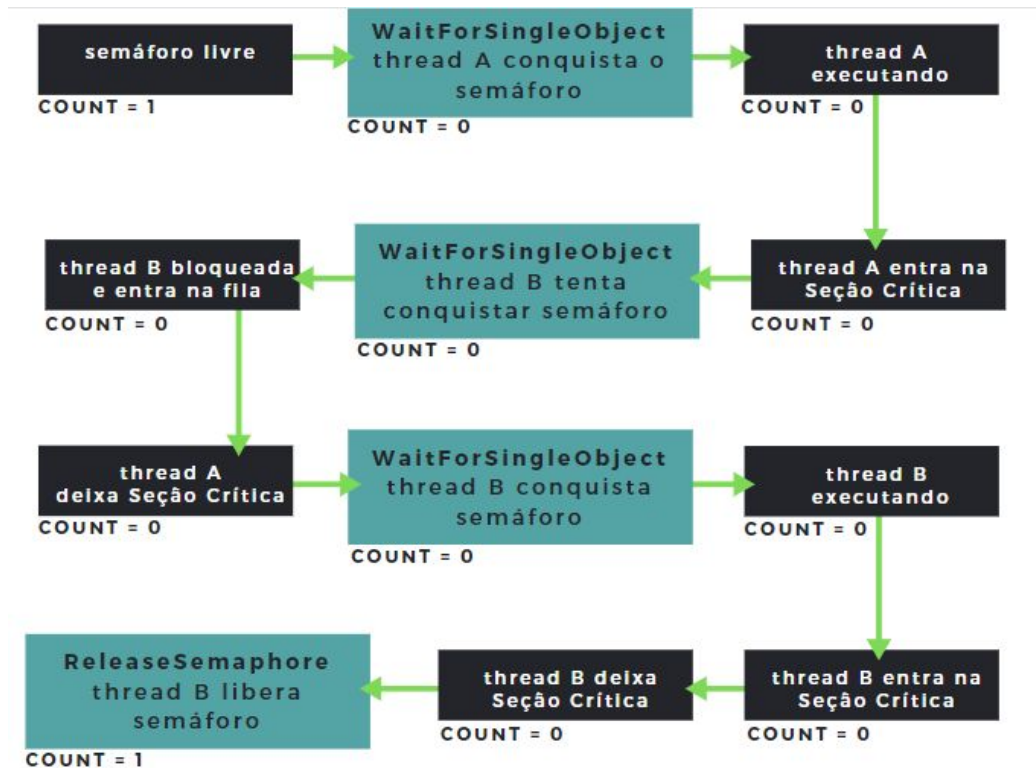 semáforo livre
COUNT = 1
WaitForSingleObject
thread A conquista o
semáforo
COUNT = 0
thread A
executando
COUNT = 0
thread A entra na
Seção Crítica
COUNT = 0
WaitForSingleObject
thread B tenta
conquistar semáforo
COUNT = 0
thread B bloqueada
e entra na fila
COUNT = 0
thread A
deixa Seção Crítica
COUNT = 0
WaitForSingleObject
thread B conquista
semáforo
COUNT = 0
thread B
executando
COUNT = 0
thread B entra na
Seção Crítica
COUNT = 0
thread B deixa
Seção Crítica
COUNT = 0
ReleaseSemaphore
thread B libera
semáforo
COUNT = 1